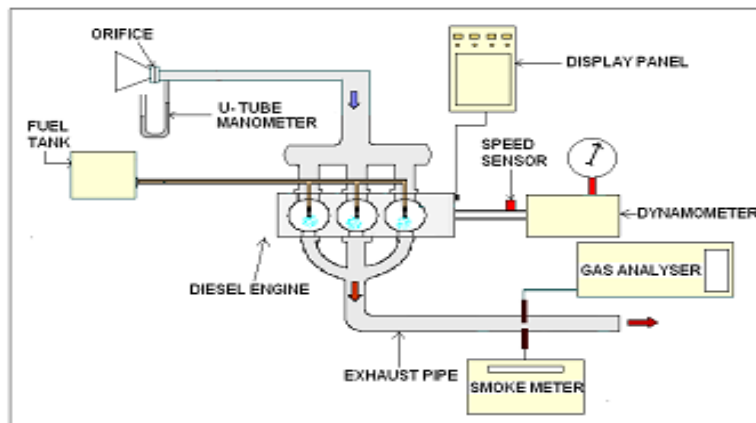 ORIFICE
DISPLAY PANEL
U- TUBE
MANOMETER
FUEL
TANK
SPEED
SENSOR
DYNAMOMETER
GAS ANALYSER
DIESEL ENGINE
EXHAUST PIPE
SMOKE METER